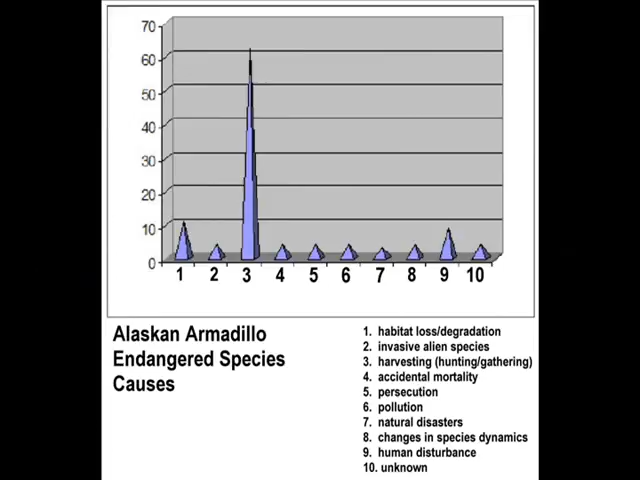 70
60
50
40
30
20
10
0
1 2 3 4 5 6 7 8 9 10
Alaskan Armadillo
Endangered Species
Causes
1. habitat loss/degradation
2. invasive alien species
3. harvesting (hunting/gathering)
4. accidental mortality
5. persecution
6. pollution
7. natural disasters
8. changes in species dynamics
9. human disturbance
10. unknown